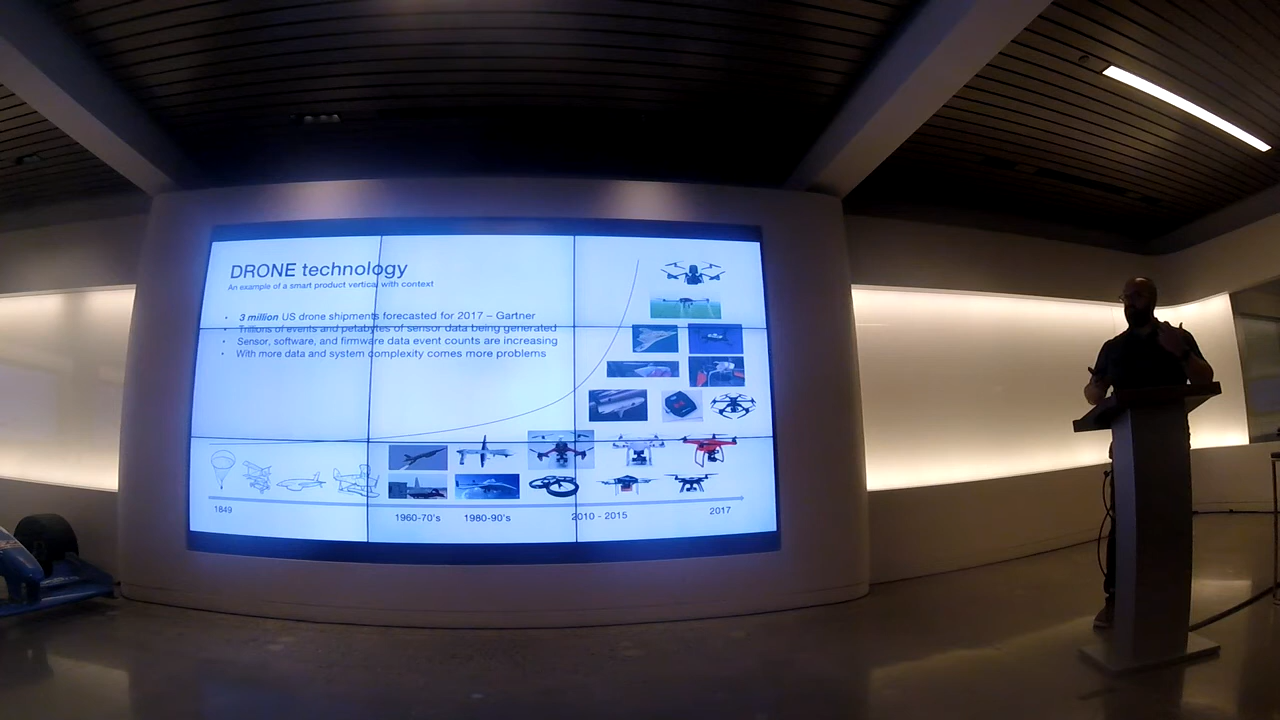 DRONE technology
An example of a smart product vertical with context
• 3 million US drone shipments forecasted for 2017 – Gartner
• Trillions of events and petabytes of sensor data being generated
• Sensor, software, and firmware data event counts are increasing
• With more data and system complexity comes more problems
1849
1960-70's
1980-90's
2010 - 2015
2017